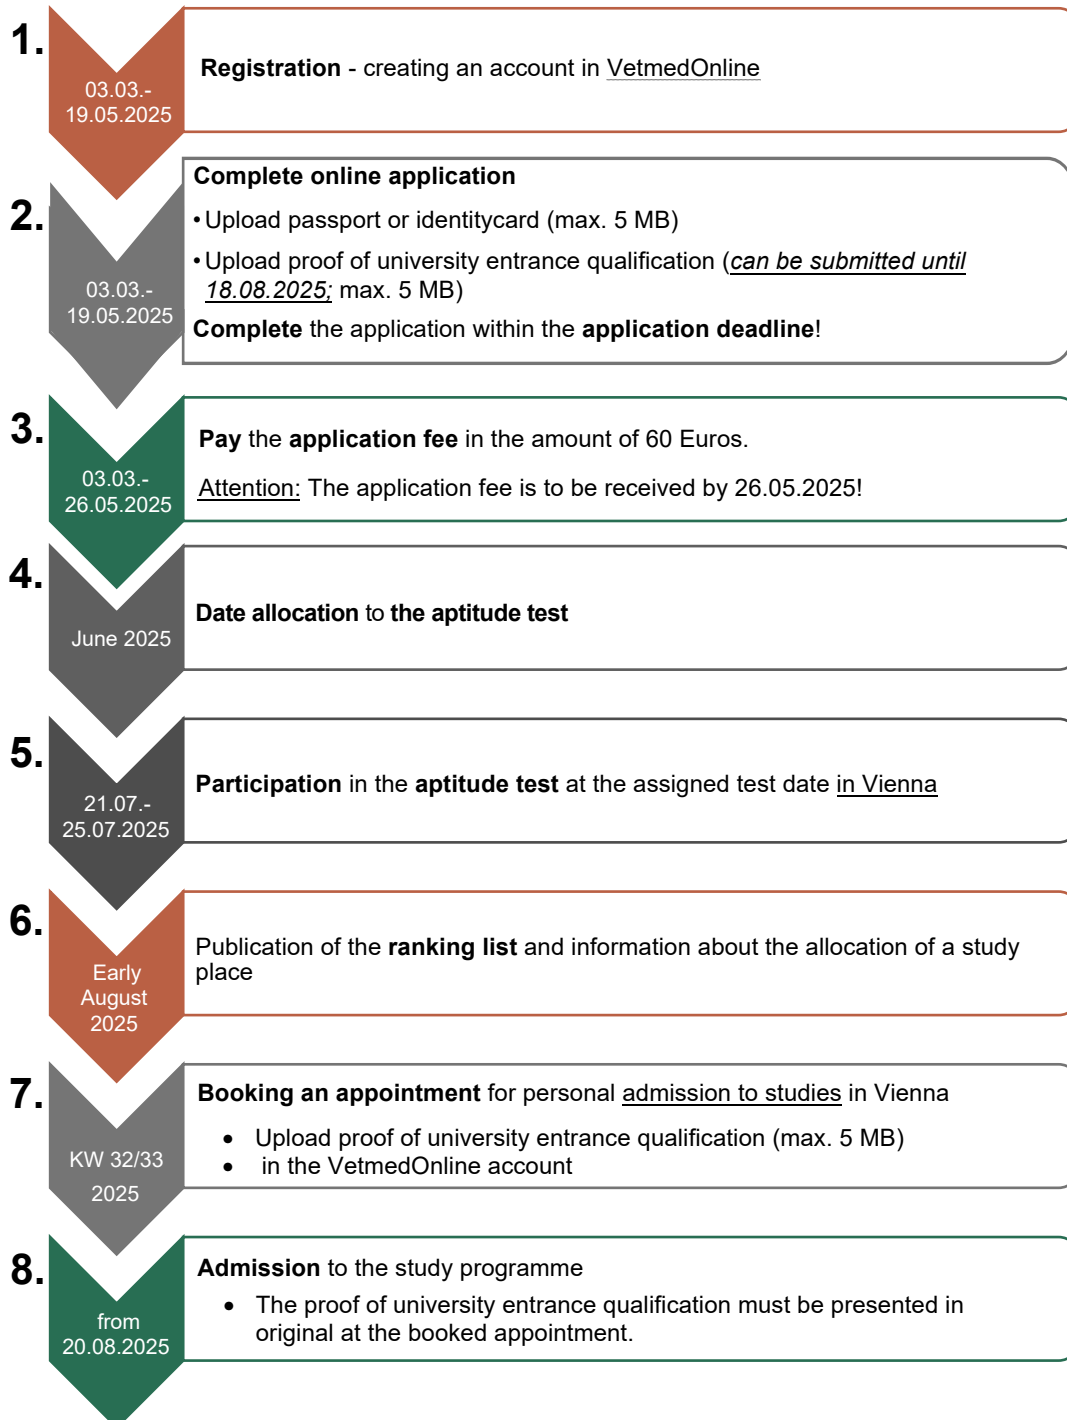 1.
03.03.-
19.05.2025
Registration - creating an account in VetmedOnline
2.
03.03.-
19.05.2025
Complete online application
• Upload passport or identitycard (max. 5 MB)
• Upload proof of university entrance qualification (can be submitted until
18.08.2025; max. 5 MB)
Complete the application within the application deadline!
3.
03.03.-
26.05.2025
Pay the application fee in the amount of 60 Euros.
Attention: The application fee is to be received by 26.05.2025!
4.
June 2025
Date allocation to the aptitude test
5.
21.07.-
25.07.2025
Participation in the aptitude test at the assigned test date in Vienna
6.
Early
August
2025
Publication of the ranking list and information about the allocation of a study
place
7.
KW 32/33
2025
Booking an appointment for personal admission to studies in Vienna
• Upload proof of university entrance qualification (max. 5 MB)
• in the VetmedOnline account
8.
from
20.08.2025
Admission to the study programme
• The proof of university entrance qualification must be presented in
original at the booked appointment.